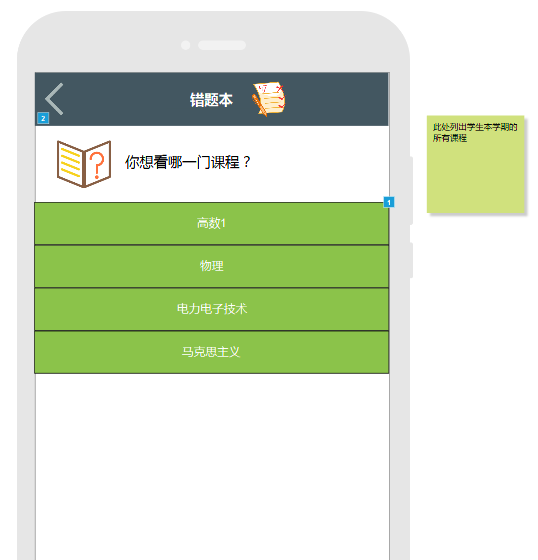 错题本
2
你想看哪一门课程？
1
高数1
物理
电力电子技术
马克思主义
此处列出学生本学期的
所有课程